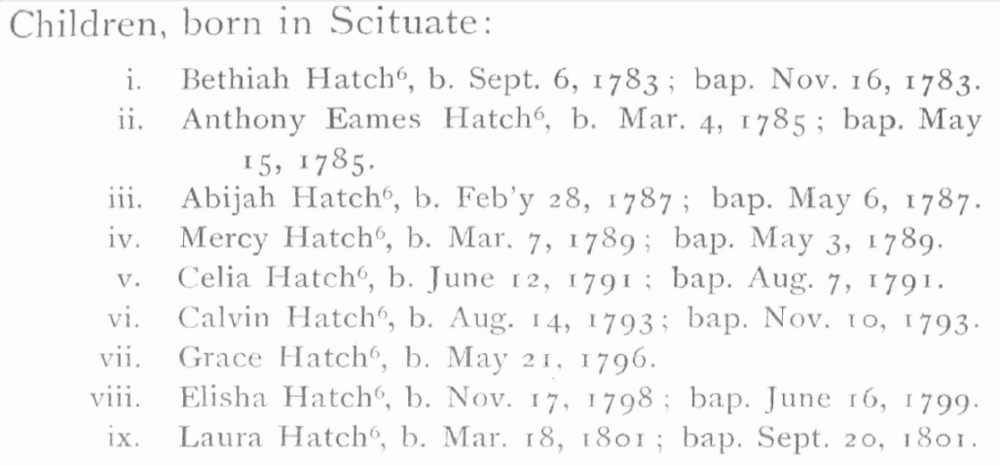 Children, born in Scituate:
i. Bethiah Hatch⁶, b. Sept. 6, 1783; bap. Nov. 16, 1783.
ii. Anthony Eames Hatch⁶, b. Mar. 4, 1785; bap. May
15, 1785.
iii. Abijah Hatch⁶, b. Feb'y 28, 1787; bap. May 6, 1787.
iv. Mercy Hatch⁶, b. Mar. 7, 1789; bap. May 3, 1789.
v. Celia Hatch⁶, b. June 12, 1791; bap. Aug. 7, 1791.
vi. Calvin Hatch⁶, b. Aug. 14, 1793; bap. Nov. 10, 1793.
vii. Grace Hatch⁶, b. May 21, 1796.
viii. Elisha Hatch⁶, b. Nov. 17, 1798; bap. June 16, 1799.
ix. Laura Hatch⁶, b. Mar. 18, 1801; bap. Sept. 20, 1801.